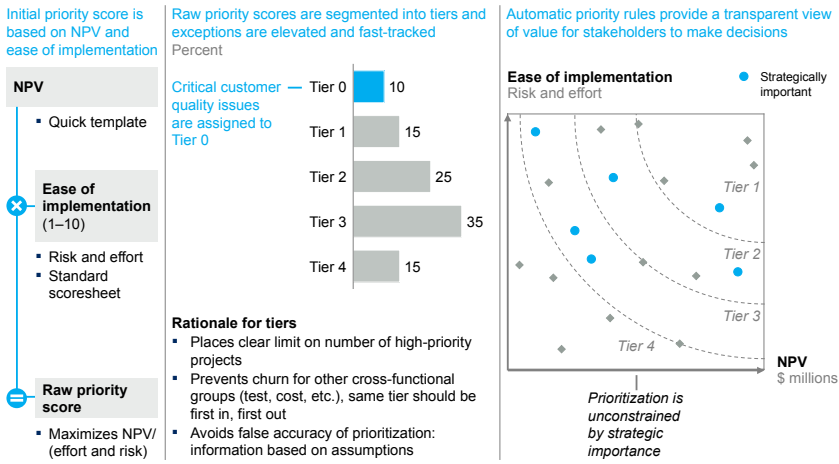 Initial priority score is
based on NPV and
ease of implementation
NPV
▪ Quick template
Ease of
implementation
(1–10)
▪ Risk and effort
▪ Standard
scoresheet
Raw priority
score
▪ Maximizes NPV/
(effort and risk)
Raw priority scores are segmented into tiers and
exceptions are elevated and fast-tracked
Percent
Critical customer
quality issues
are assigned to
Tier 0
Tier 0 10
Tier 1 15
Tier 2 25
Tier 3 35
Tier 4 15
Rationale for tiers
▪ Places clear limit on number of high-priority
projects
▪ Prevents churn for other cross-functional
groups (test, cost, etc.), same tier should be
first in, first out
▪ Avoids false accuracy of prioritization:
information based on assumptions
Automatic priority rules provide a transparent view
of value for stakeholders to make decisions
Ease of implementation
Risk and effort
Strategically
important
Tier 1
Tier 2
Tier 3
Tier 4
NPV
$ millions
Prioritization is
unconstrained
by strategic
importance